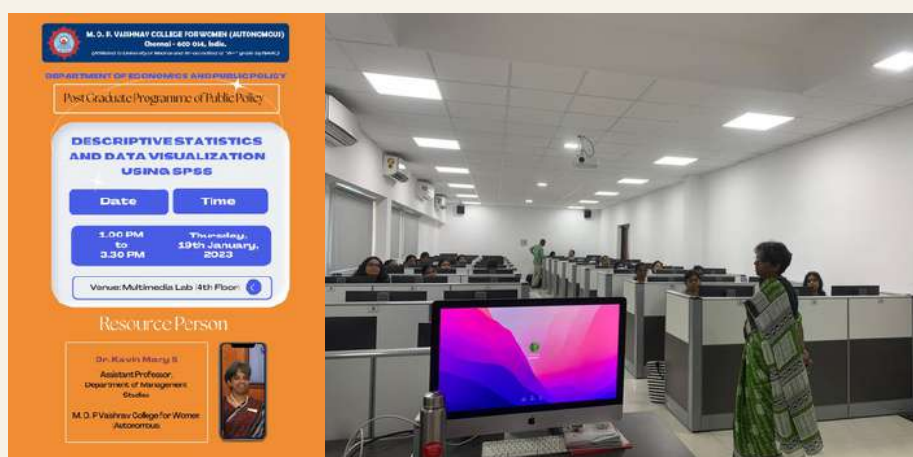 M. O. P. VAISHNAV COLLEGE FOR WOMEN (AUTONOMOUS)
Chennai - 600 034, India.
DEPARTMENT OF ECONOMICS AND PUBLIC POLICY
Post Graduate Programme of Public Policy
DESCRIPTIVE STATISTICS
AND DATA VISUALIZATION
USING SPSS
Date
Time
1.00 PM
to
3.30 PM
Thursday,
19th January,
2023
Venue: Multimedia Lab (4th Floor)
Resource Person
Dr. Kavin Mary S
Assistant Professor,
Department of Management
Studies
M. O. P Vaishnav College for Women
(Autonomous)